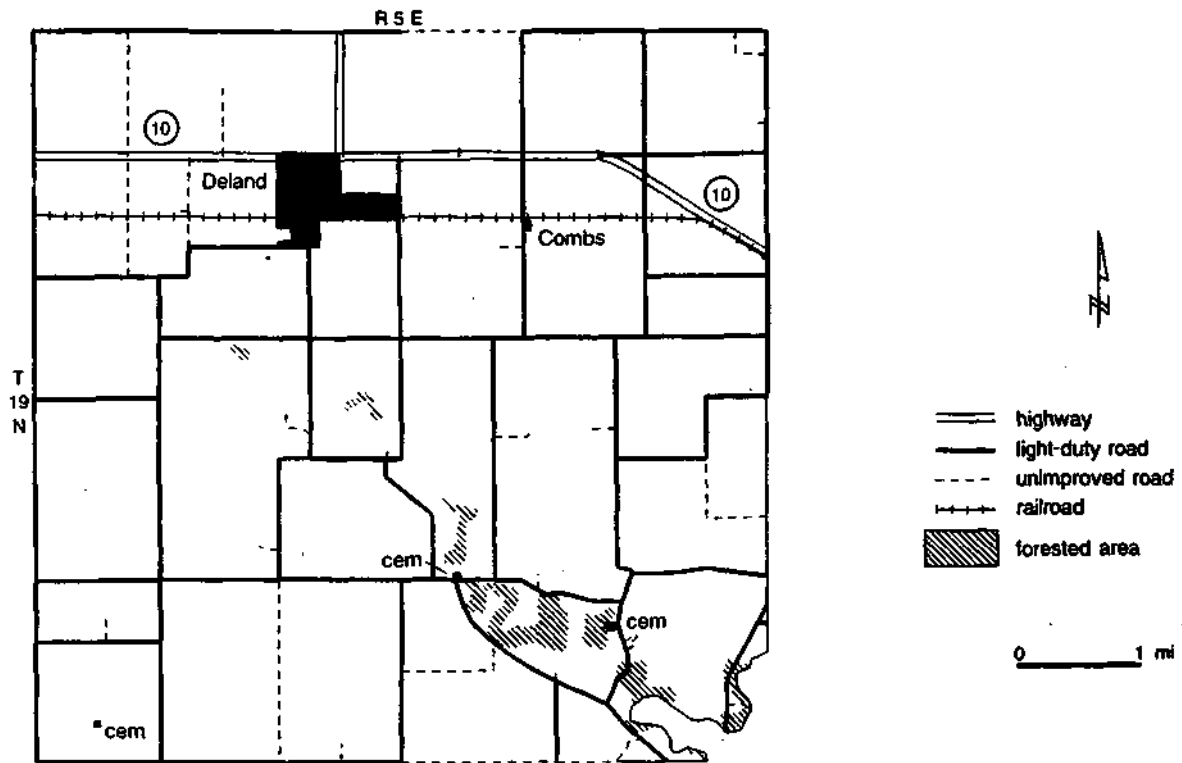 R 5 E
10
Deland
10
Combs
T
19
N
N
highway
light-duty road
unimproved road
railroad
forested area
cem
cem
0 1 mi
cem